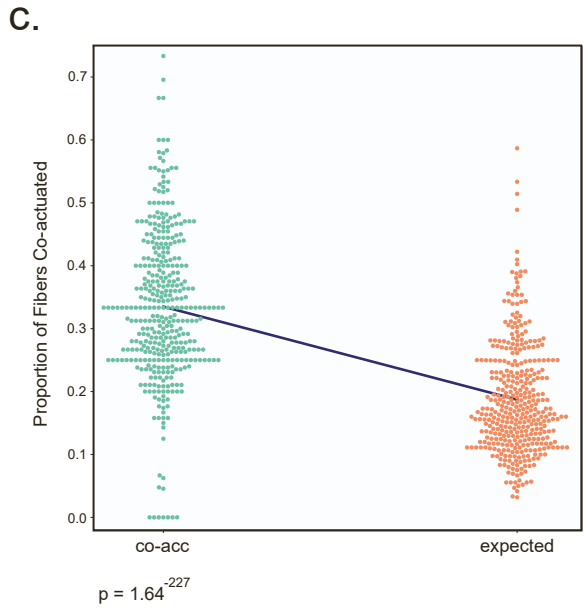 C.
Proportion of Fibers Co-actuated
0.7
0.6
0.5
0.4
0.3
0.2
0.1
0.0
co-acc expected
p = 1.64⁻²²⁷